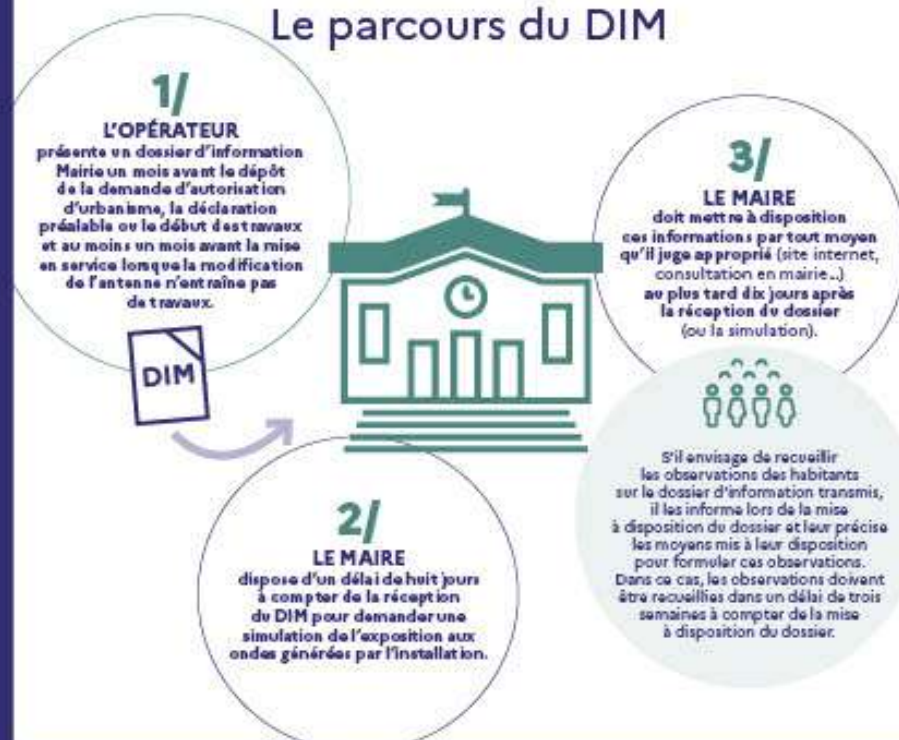 Le parcours du DIM
1/
L'OPÉRATEUR
présente un dossier d'information
Mairie un mois avant le dépôt
de la demande d'autorisation
d'urbanisme, la déclaration
préalable ou le début des travaux
et au moins un mois avant la mise
en service lorsque la modification
de l'antenne n'entraîne pas
de travaux.
DIM
2/
LE MAIRE
dispose d'un délai de huit jours
à compter de la réception
du DIM pour demander une
simulation de l'exposition aux
ondes générées par l'installation.
3/
LE MAIRE
doit mettre à disposition
ces informations par tout moyen
qu'il juge approprié (site internet,
consultation en mairie...)
au plus tard dix jours après
la réception du dossier
(ou la simulation).
S'il envisage de recueillir
les observations des habitants
sur le dossier d'information transmis,
il les informe lors de la mise
à disposition du dossier et leur précise
les moyens mis à leur disposition
pour formuler ces observations.
Dans ce cas, les observations doivent
être recueillies dans un délai de trois
semaines à compter de la mise
à disposition du dossier.